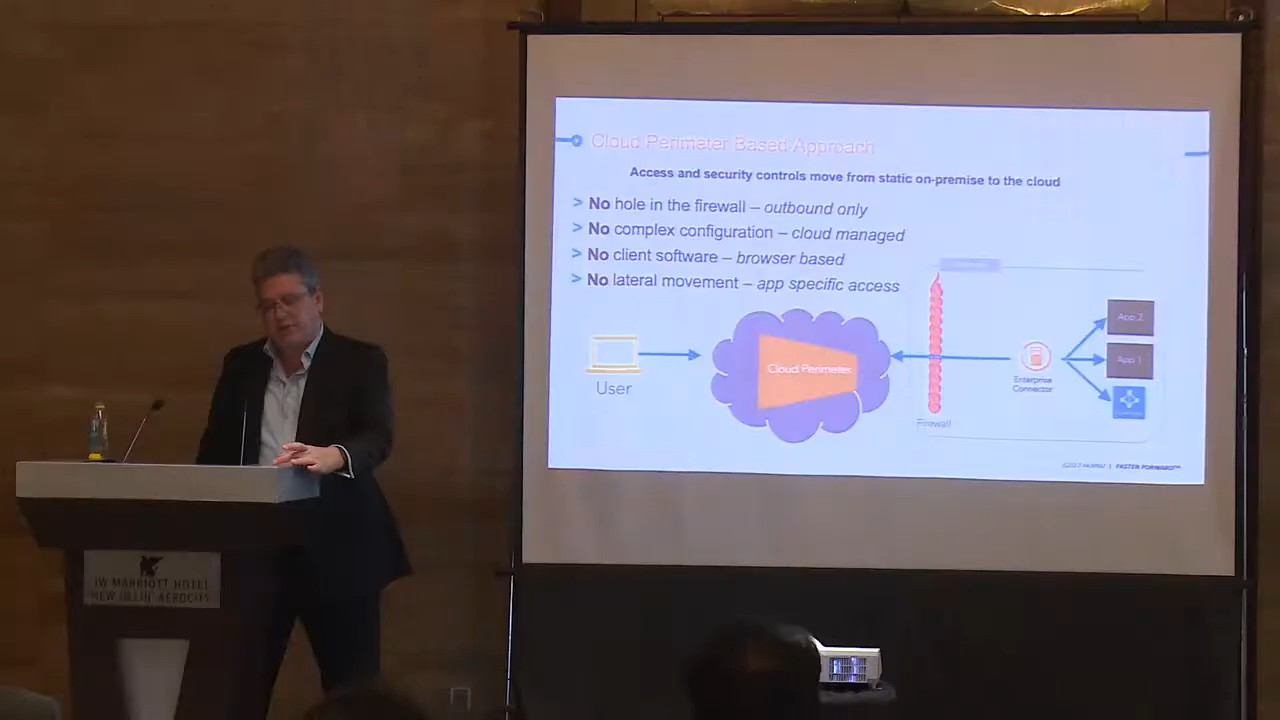 Cloud Perimeter Based Approach
Access and security controls move from static on-premise to the cloud
> No hole in the firewall – outbound only
> No complex configuration – cloud managed
> No client software – browser based
> No lateral movement – app specific access
User
Cloud Perimeter
Firewall
Enterprise
Connector
App 2
App 1
FASTER FORWARD™
JW MARRIOTT HOTEL
NEW DELHI AEROCITY